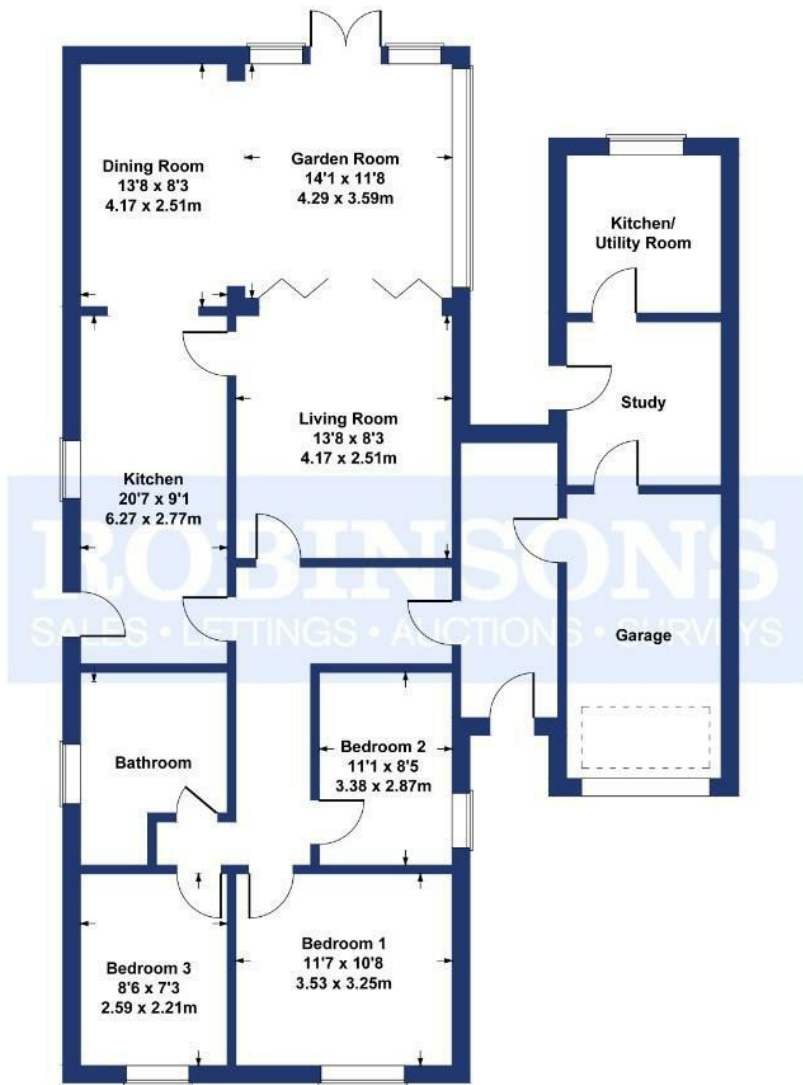 Dining Room
13'8 x 8'3
4.17 x 2.51m
Garden Room
14'1 x 11'8
4.29 x 3.59m
Kitchen/
Utility Room
Study
Living Room
13'8 x 8'3
4.17 x 2.51m
Kitchen
20'7 x 9'1
6.27 x 2.77m
ROBINSONS
SALES • LETTINGS • AUCTIONS • SURVEYS
Garage
Bathroom
Bedroom 2
11'1 x 8'5
3.38 x 2.87m
Bedroom 3
8'6 x 7'3
2.59 x 2.21m
Bedroom 1
11'7 x 10'8
3.53 x 3.25m